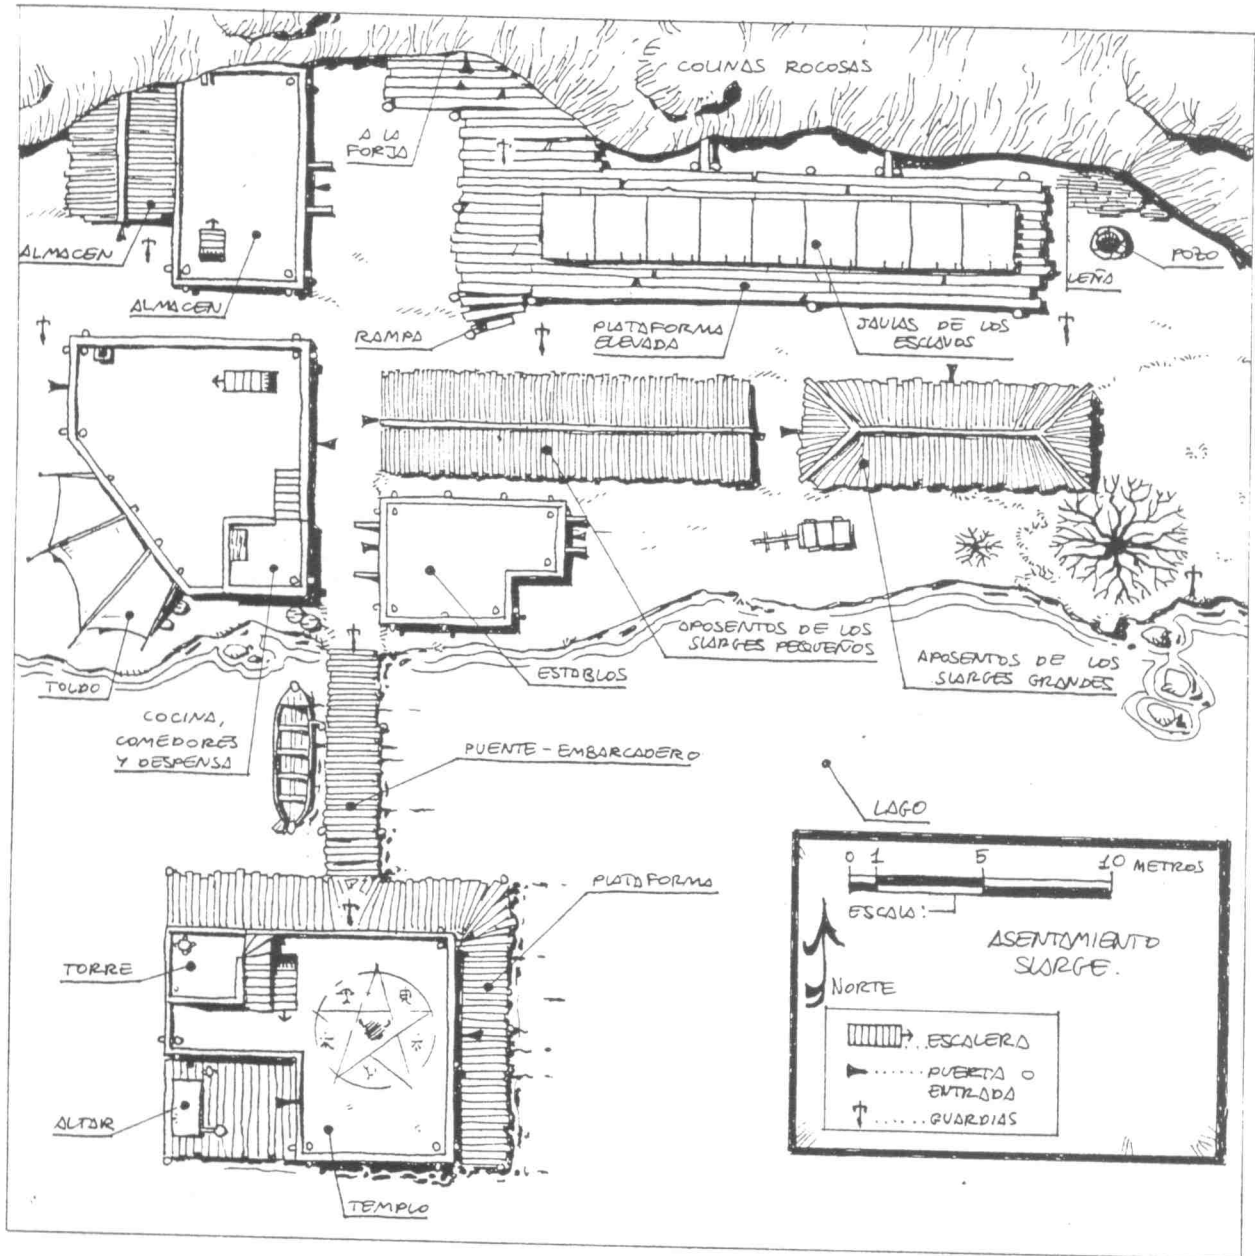 COLINAS ROCOSAS
A LA
FORJA
ALMACEN
ALMACEN
RAMPA
PLATAFORMA
ELEVADA
JAULAS DE LOS
ESCLAVOS
LEÑA
POZO
TOLDO
COCINA,
COMEDORES
Y DESPENSA
ESTABLOS
APOSENTOS DE LOS
SLARGES PEQUEÑOS
APOSENTOS DE LOS
SLARGES GRANDES
PUENTE-EMBARCADERO
LAGO
PLATAFORMA
TORRE
ALTAR
TEMPLO
0 1 5 10 METROS
ESCALA:
ASENTAMIENTO
SLARGE.
NORTE
ESCALERA
PUERTA O
ENTRADA
GUARDIAS